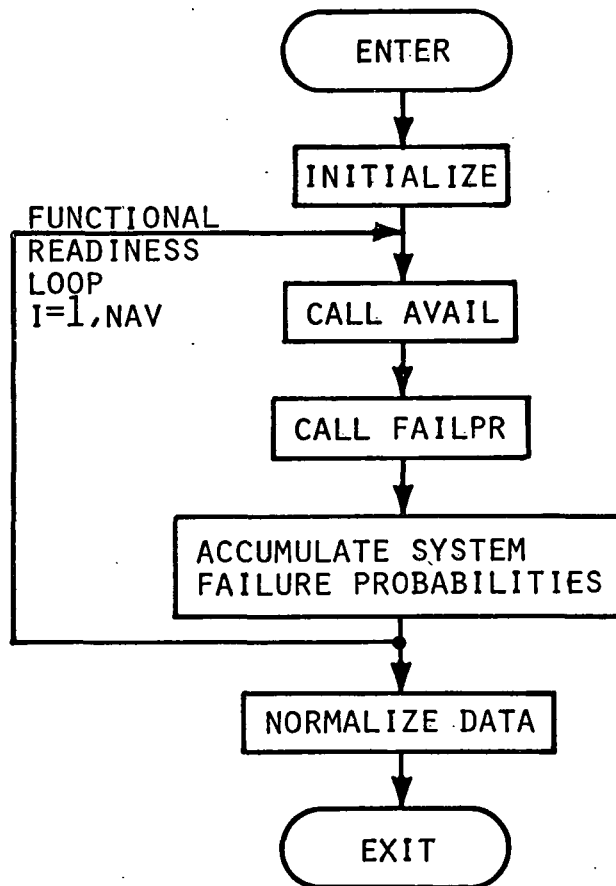 ENTER
INITIALIZE
FUNCTIONAL
READINESS
LOOP
I=1,NAV
CALL AVAIL
CALL FAILPR
ACCUMULATE SYSTEM
FAILURE PROBABILITIES
NORMALIZE DATA
EXIT